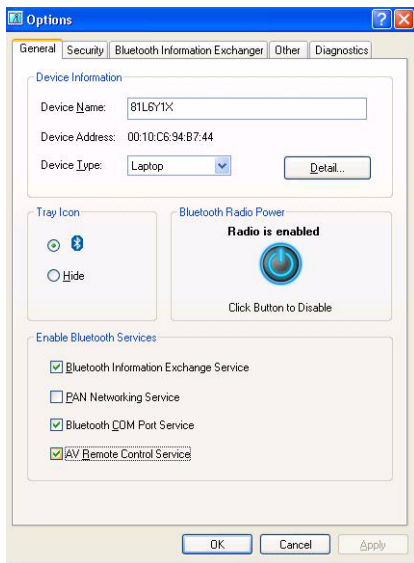 Options
General Security Bluetooth Information Exchanger Other Diagnostics
Device Information
Device Name: 81L6Y1X
Device Address: 00:10:C6:94:B7:44
Device Type: Laptop Detail...
Tray Icon
Hide
Bluetooth Radio Power
Radio is enabled
Click Button to Disable
Enable Bluetooth Services
Bluetooth Information Exchange Service
PAN Networking Service
Bluetooth COM Port Service
AV Remote Control Service
OK Cancel Apply